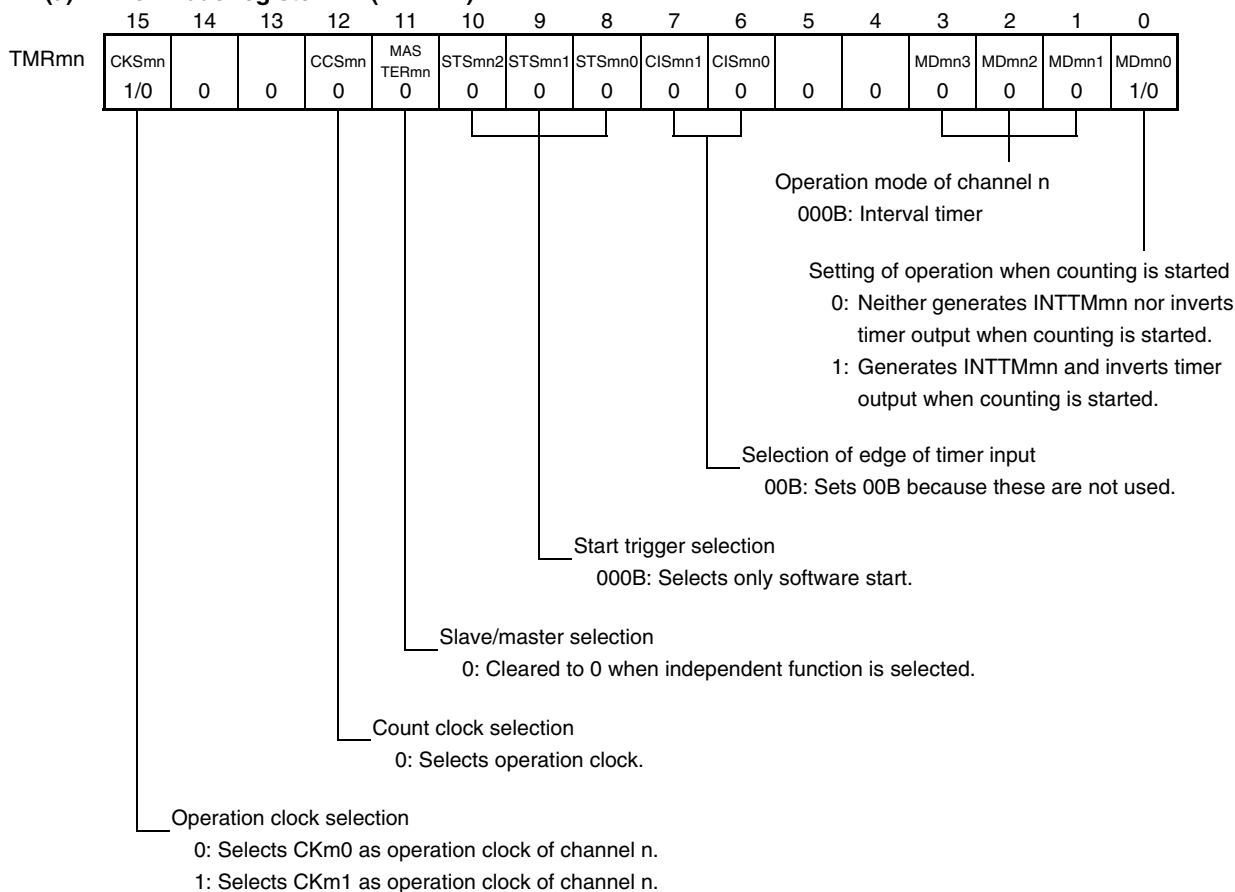 15 14 13 12 11 10 9 8 7 6 5 4 3 2 1 0
TMRmn CKSmn CCSmn MAS TERmn STSmn2 STSmn1 STSmn0 CISmn1 CISmn0 MDmn3 MDmn2 MDmn1 MDmn0
1/0 0 0 0 0 0 0 0 0 0 0 0 0 0 0 1/0
Operation mode of channel n
000B: Interval timer
Setting of operation when counting is started
0: Neither generates INTTMmn nor inverts
timer output when counting is started.
1: Generates INTTMmn and inverts timer
output when counting is started.
Selection of edge of timer input
00B: Sets 00B because these are not used.
Start trigger selection
000B: Selects only software start.
Slave/master selection
0: Cleared to 0 when independent function is selected.
Count clock selection
0: Selects operation clock.
Operation clock selection
0: Selects CKm0 as operation clock of channel n.
1: Selects CKm1 as operation clock of channel n.